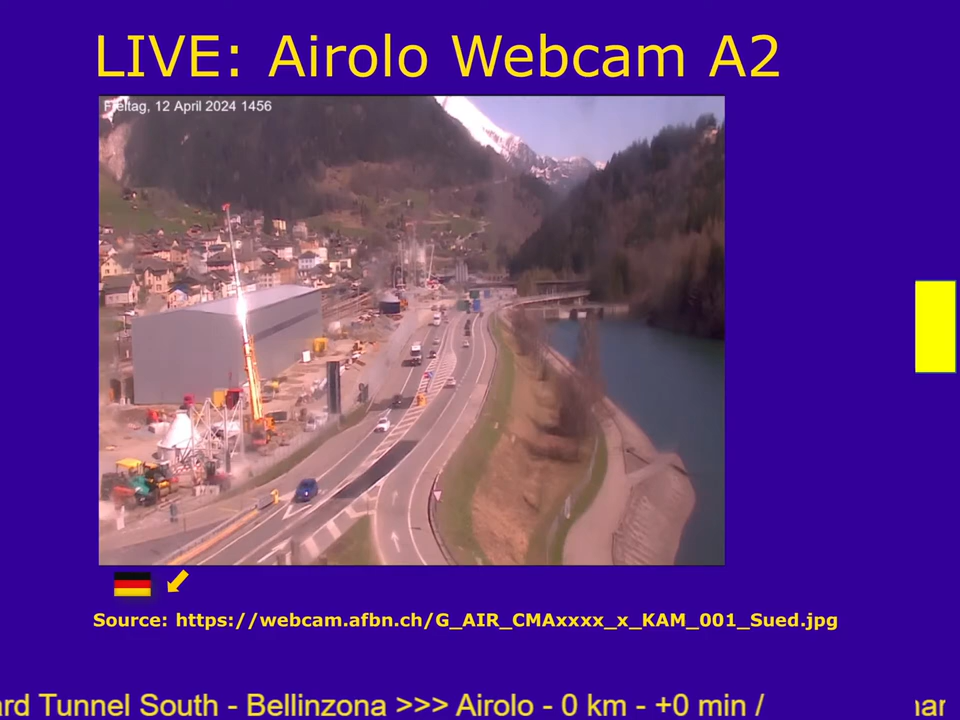 LIVE: Airolo Webcam A2
Freitag, 12 April 2024 1456
Source: https://webcam.afbn.ch/G_AIR_CMAxxxx_x_KAM_001_Sued.jpg
Tunnel South - Bellinzona >>> Airolo - 0 km - +0 min /